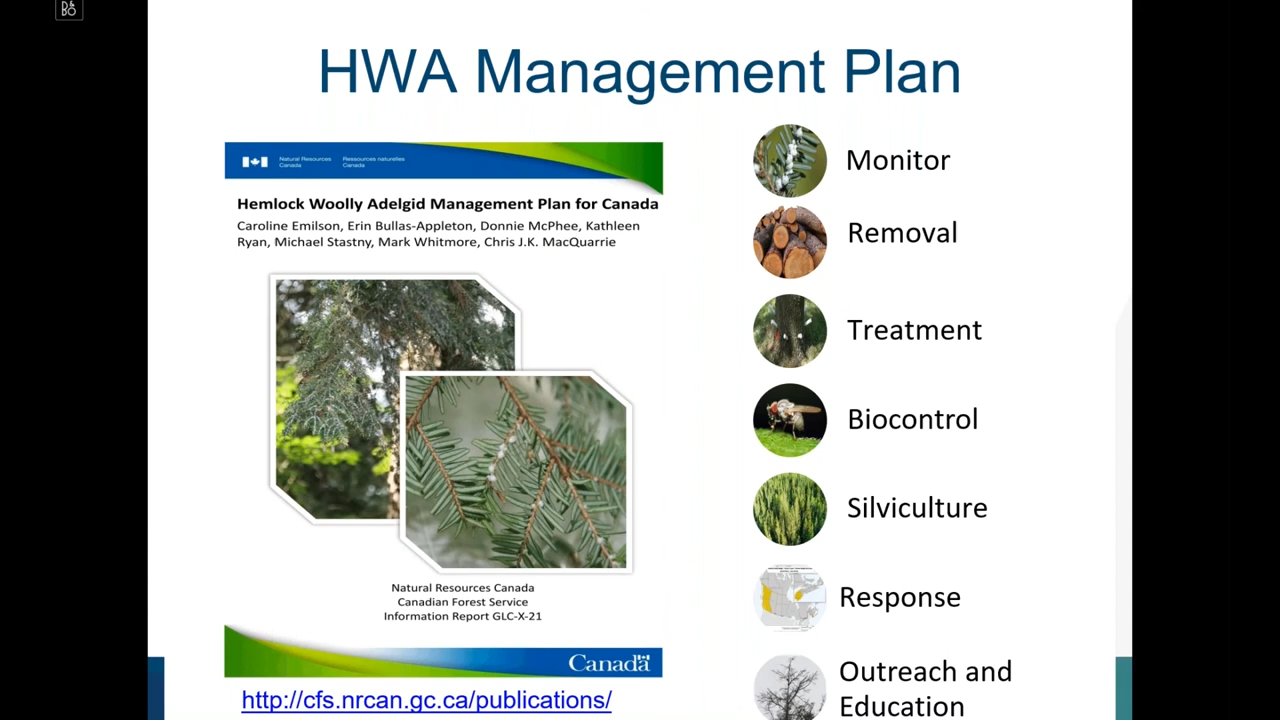 D&
BO
HWA Management Plan
Natural Resources
Canada
Ressources naturelles
Canada
Hemlock Woolly Adelgid Management Plan for Canada
Caroline Emilson, Erin Bullas-Appleton, Donnie McPhee, Kathleen
Ryan, Michael Stastny, Mark Whitmore, Chris J.K. MacQuarrie
Natural Resources Canada
Canadian Forest Service
Information Report GLC-X-21
Canada
http://cfs.nrcan.gc.ca/publications/
Monitor
Removal
Treatment
Biocontrol
Silviculture
Response
Outreach and
Education